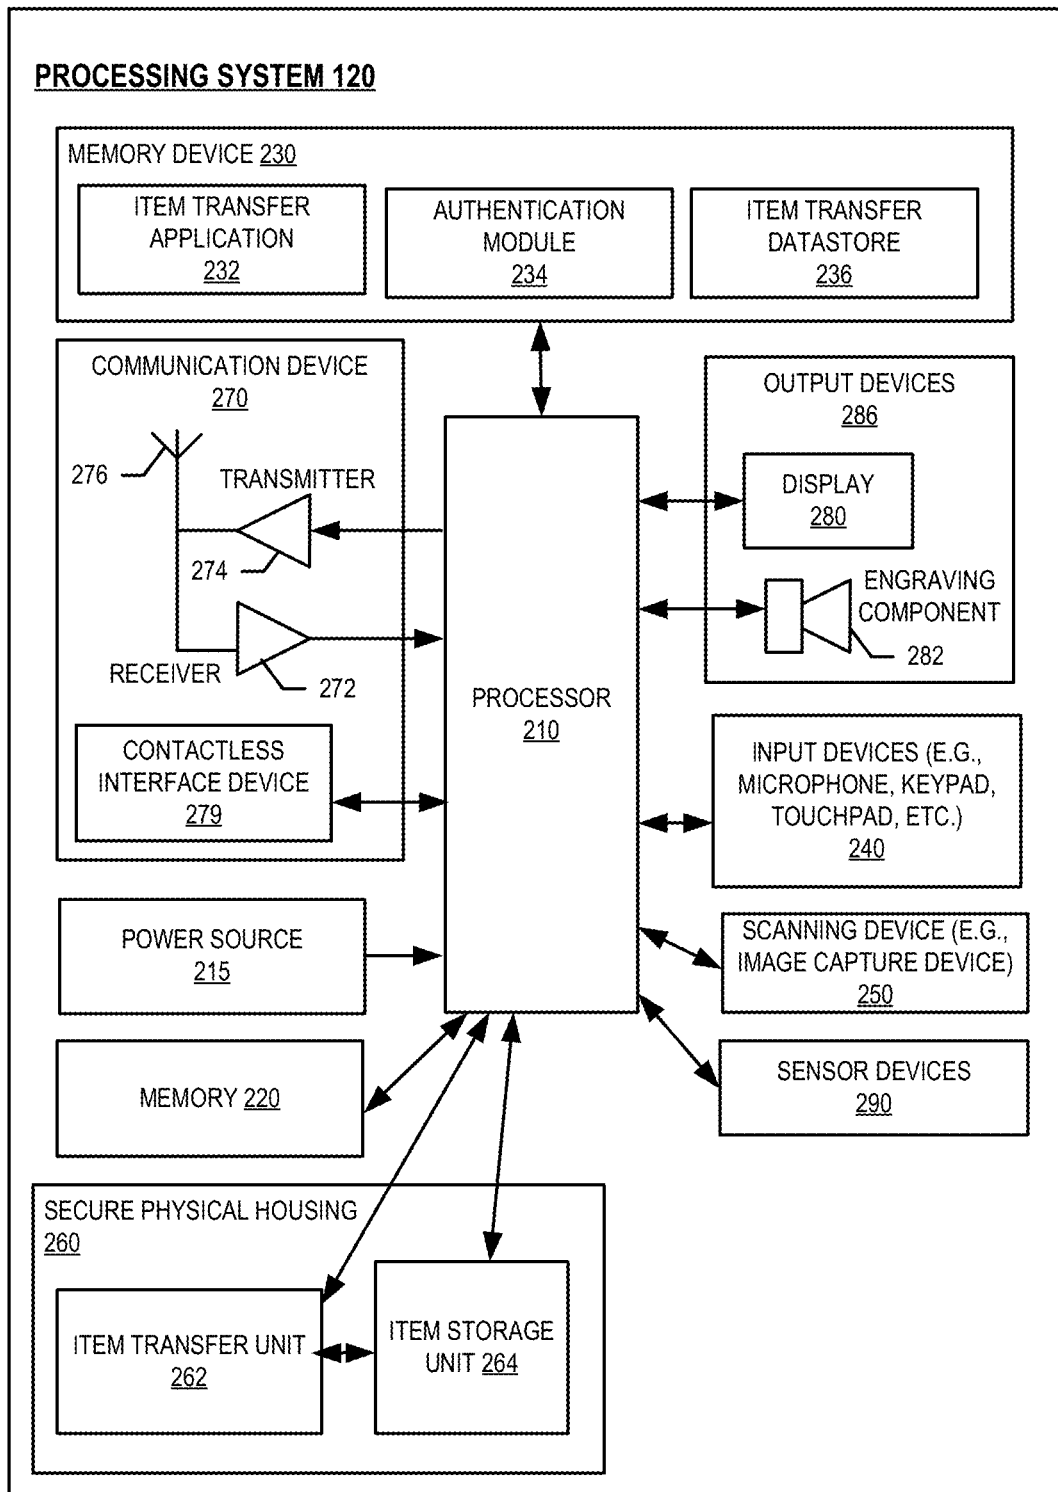 PROCESSING SYSTEM 120
MEMORY DEVICE 230
ITEM TRANSFER
APPLICATION
232
AUTHENTICATION
MODULE
234
ITEM TRANSFER
DATASTORE
236
COMMUNICATION DEVICE
270
276
TRANSMITTER
274
RECEIVER
272
CONTACTLESS
INTERFACE DEVICE
279
PROCESSOR
210
OUTPUT DEVICES
286
DISPLAY
280
ENGRAVING
COMPONENT
282
INPUT DEVICES (E.G.,
MICROPHONE, KEYPAD,
TOUCHPAD, ETC.)
240
POWER SOURCE
215
SCANNING DEVICE (E.G.,
IMAGE CAPTURE DEVICE)
250
MEMORY 220
SENSOR DEVICES
290
SECURE PHYSICAL HOUSING
260
ITEM TRANSFER UNIT
262
ITEM STORAGE
UNIT 264